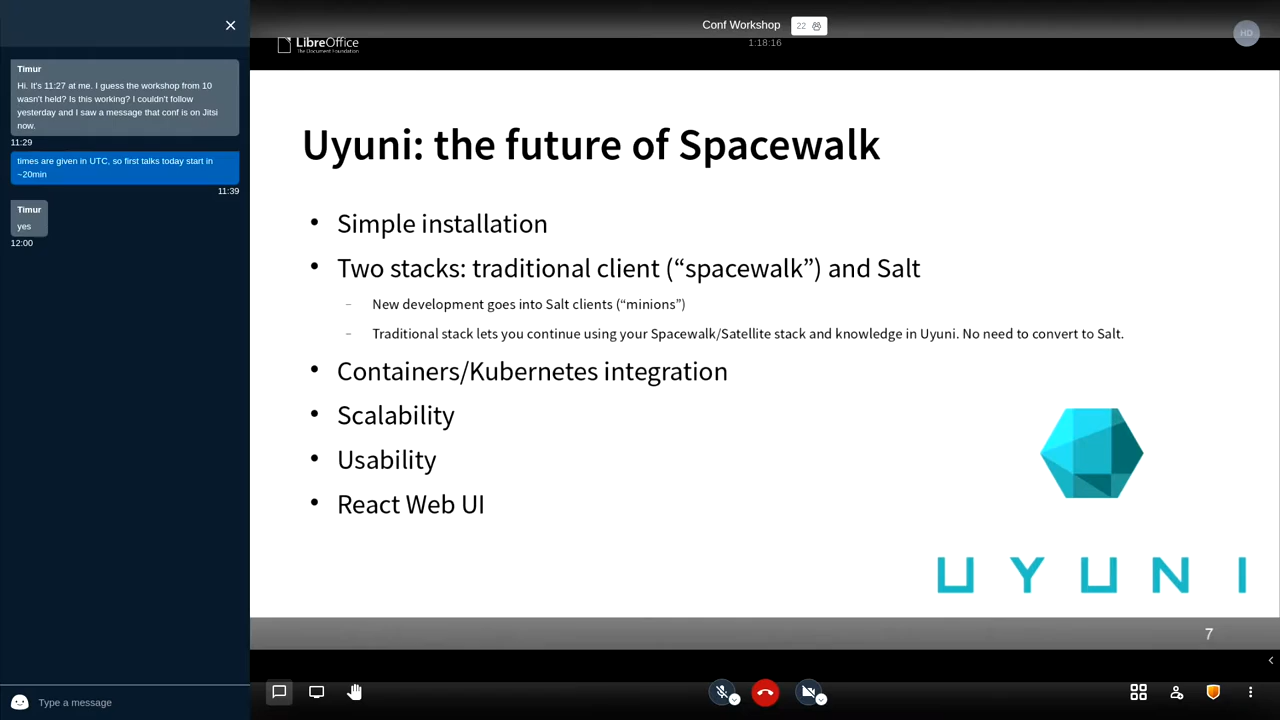 Conf Workshop
22
1:18:16
HD
LibreOffice
The Document Foundation
Timur
Hi. It's 11:27 at me. I guess the workshop from 10
wasn't held? Is this working? I couldn't follow
yesterday and I saw a message that conf is on Jitsi
now.
11:29
times are given in UTC, so first talks today start in
~20min
11:39
Timur
yes
12:00
Type a message
Uyuni: the future of Spacewalk
• Simple installation
• Two stacks: traditional client (“spacewalk”) and Salt
– New development goes into Salt clients (“minions”)
– Traditional stack lets you continue using your Spacewalk/Satellite stack and knowledge in Uyuni. No need to convert to Salt.
• Containers/Kubernetes integration
• Scalability
• Usability
• React Web UI
UYUNI
7